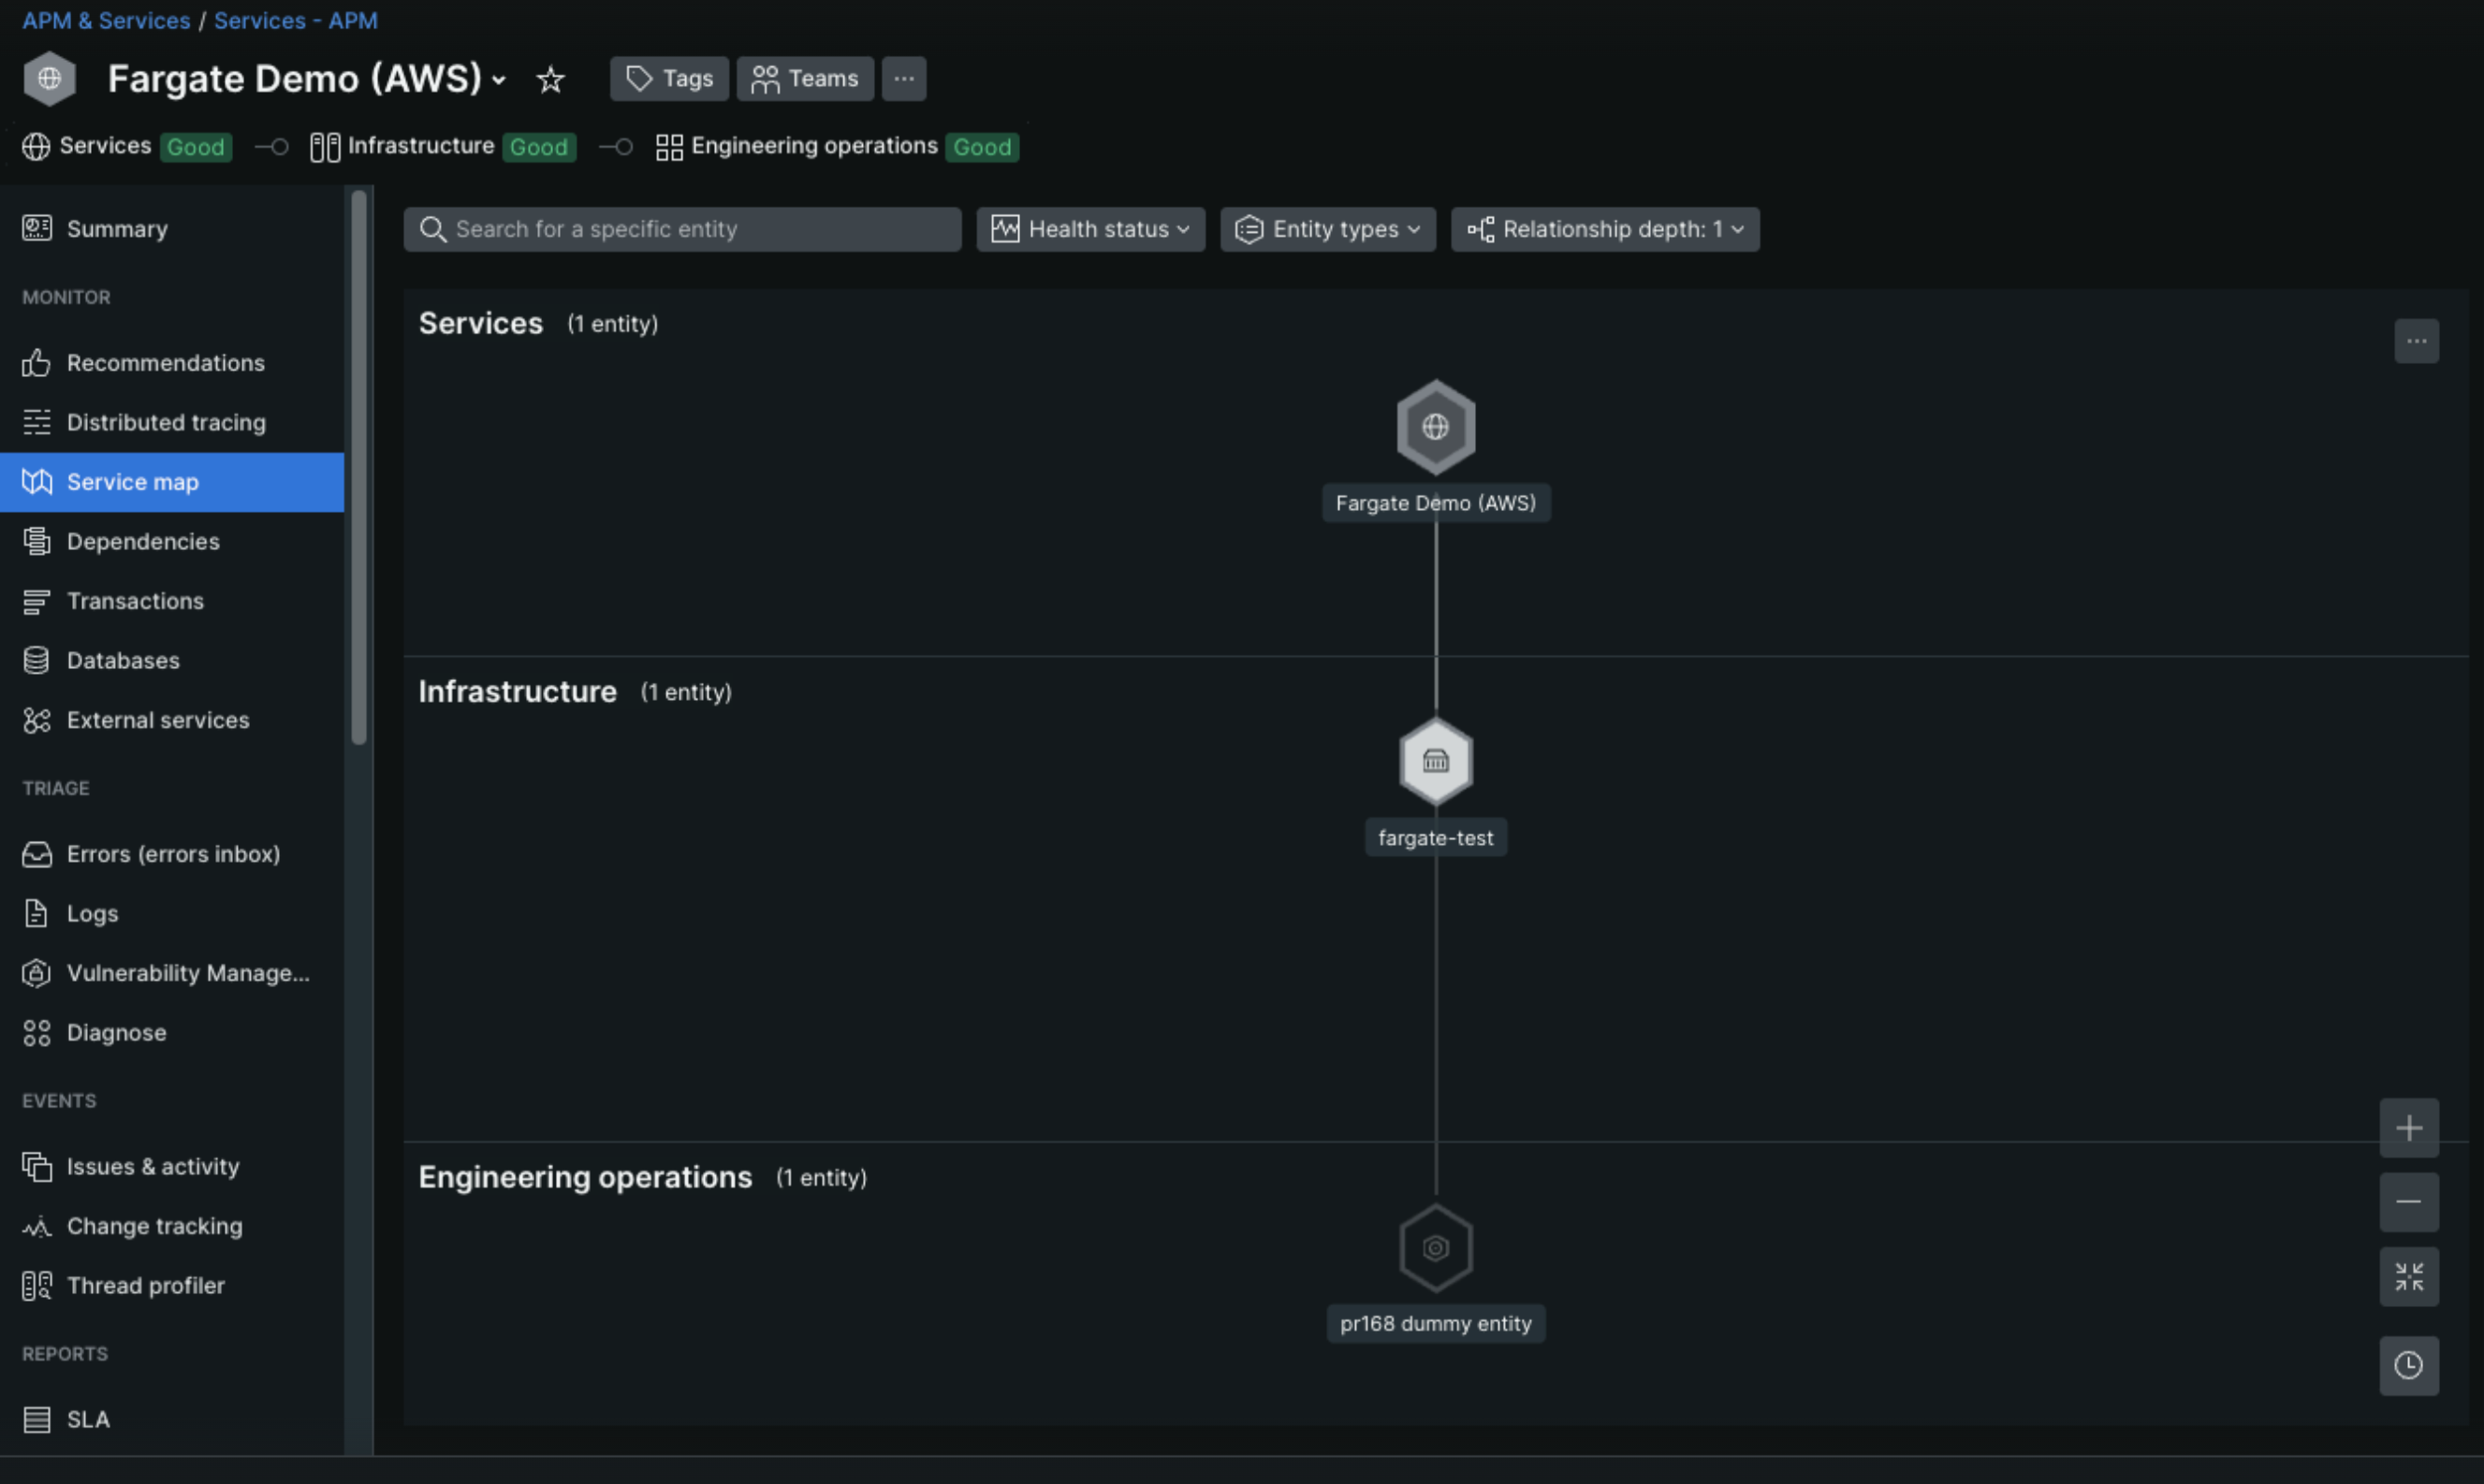 APM & Services / Services - APM
Fargate Demo (AWS)
Tags
Teams
Services Good
Infrastructure Good
Engineering operations Good
Summary
MONITOR
Recommendations
Distributed tracing
Service map
Dependencies
Transactions
Databases
External services
TRIAGE
Errors (errors inbox)
Logs
Vulnerability Manage...
Diagnose
EVENTS
Issues & activity
Change tracking
Thread profiler
REPORTS
SLA
Search for a specific entity
Health status
Entity types
Relationship depth: 1
Services (1 entity)
Fargate Demo (AWS)
Infrastructure (1 entity)
fargate-test
Engineering operations (1 entity)
pr168 dummy entity